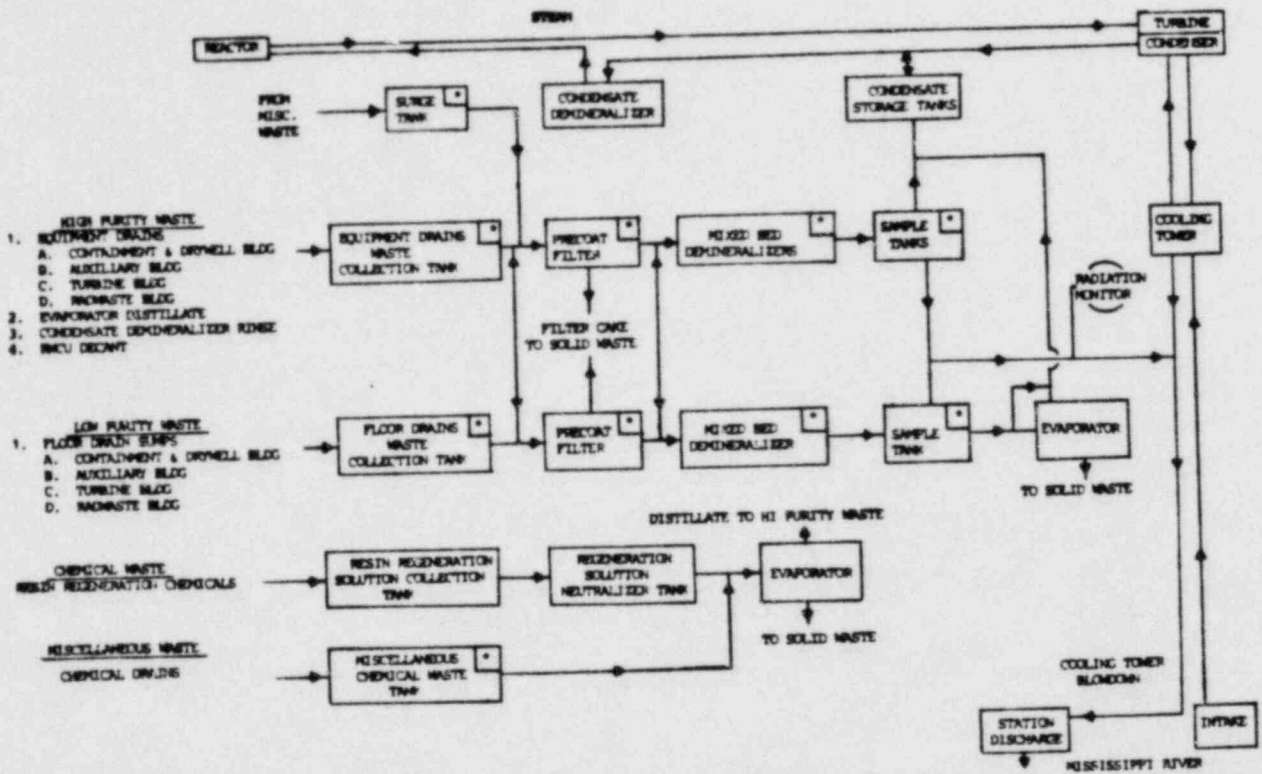 STEAM
TURBINE
REACTOR
CONDENSER
FROM
MISC.
WASTE
SURGE
TANK
*
CONDENSATE
DEMINERALIZER
CONDENSATE
STORAGE TANKS
HIGH PURITY WASTE
1. EQUIPMENT DRAINS
A. CONTAINMENT & DRYWELL BLDG
B. AUXILIARY BLDG
C. TURBINE BLDG
D. RADWASTE BLDG
2. EVAPORATOR DISTILLATE
3. CONDENSATE DEMINERALIZER RINSE
4. RWCU DECANT
EQUIPMENT DRAINS
WASTE
COLLECTION TANK
*
PRECOAT
FILTER
*
MIXED BED
DEMINERALIZERS
*
SAMPLE
TANKS
*
COOLING
TOWER
RADIATION
MONITOR
FILTER CAKE
TO SOLID WASTE
LOW PURITY WASTE
1. FLOOR DRAIN SUMPS
A. CONTAINMENT & DRYWELL BLDG
B. AUXILIARY BLDG
C. TURBINE BLDG
D. RADWASTE BLDG
FLOOR DRAINS
WASTE
COLLECTION TANK
*
PRECOAT
FILTER
*
MIXED BED
DEMINERALIZER
*
SAMPLE
TANK
*
EVAPORATOR
TO SOLID WASTE
DISTILLATE TO HI PURITY WASTE
CHEMICAL WASTE
RESIN REGENERATION CHEMICALS
RESIN REGENERATION
SOLUTION COLLECTION
TANK
REGENERATION
SOLUTION
NEUTRALIZER TANK
EVAPORATOR
TO SOLID WASTE
MISCELLANEOUS WASTE
CHEMICAL DRAINS
MISCELLANEOUS
CHEMICAL WASTE
TANK
*
COOLING TOWER
BLOWDOWN
STATION
DISCHARGE
INTAKE
MISSISSIPPI RIVER